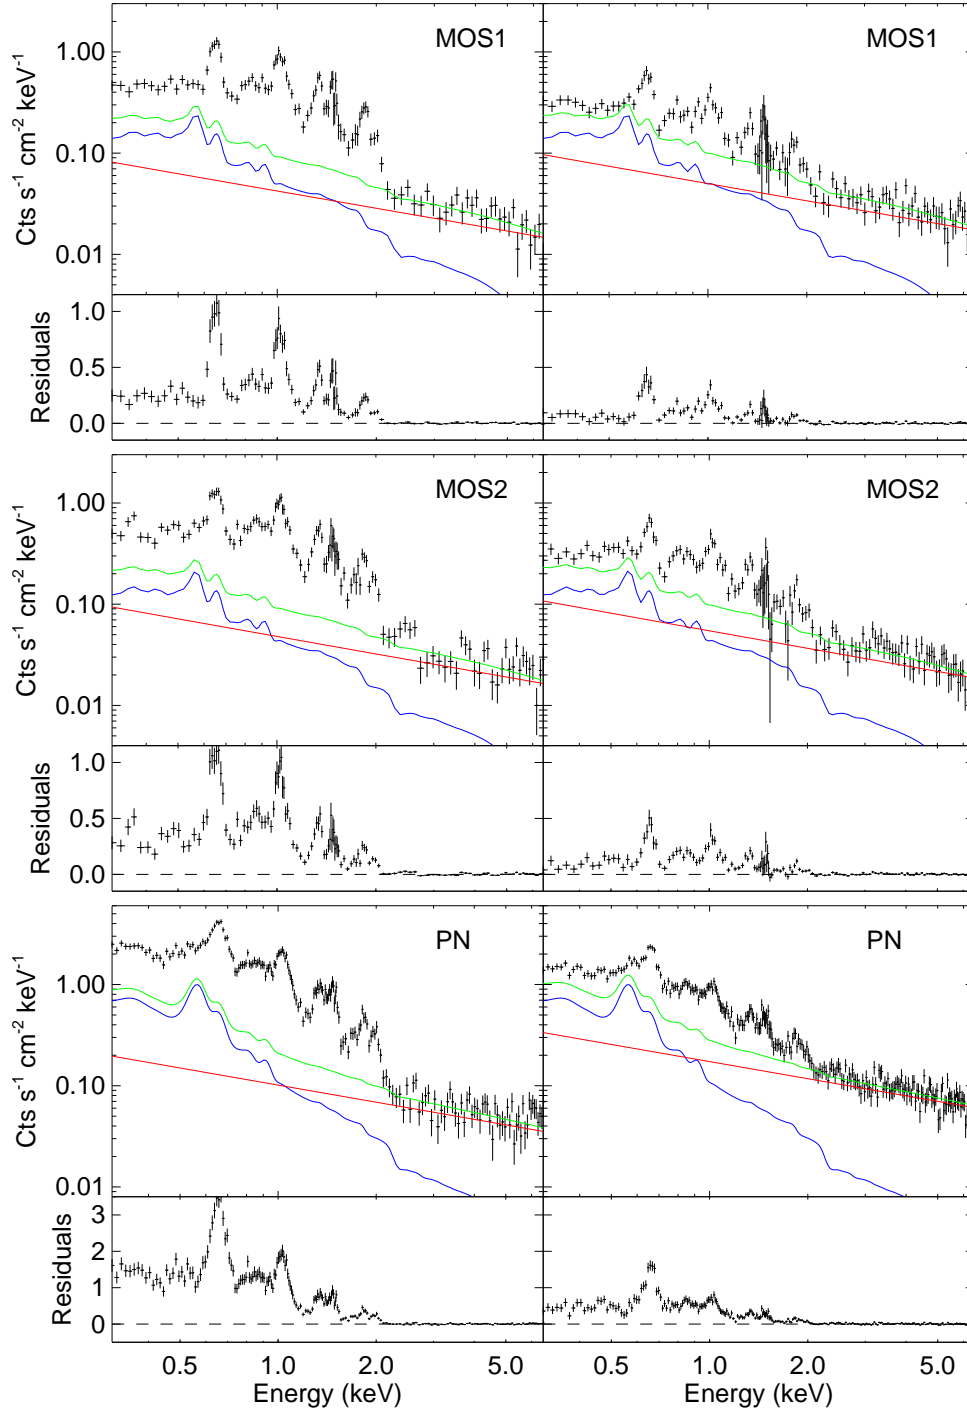 MOS1 MOS1
1.00
0.10
0.01
Cts s⁻¹ cm⁻² keV⁻¹
1.0
0.5
0.0
Residuals
MOS2 MOS2
1.00
0.10
0.01
Cts s⁻¹ cm⁻² keV⁻¹
1.0
0.5
0.0
Residuals
PN PN
1.00
0.10
0.01
Cts s⁻¹ cm⁻² keV⁻¹
3
2
1
0
Residuals
0.5 1.0 2.0 5.0 0.5 1.0 2.0 5.0
Energy (keV) Energy (keV)